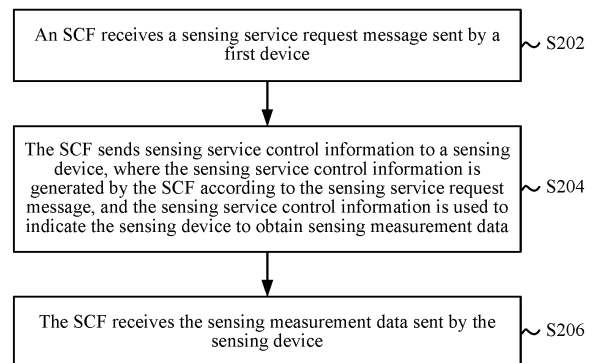 An SCF receives a sensing service request message sent by a
first device
S202
The SCF sends sensing service control information to a sensing
device, where the sensing service control information is
generated by the SCF according to the sensing service request
message, and the sensing service control information is used to
indicate the sensing device to obtain sensing measurement data
S204
The SCF receives the sensing measurement data sent by the
sensing device
S206